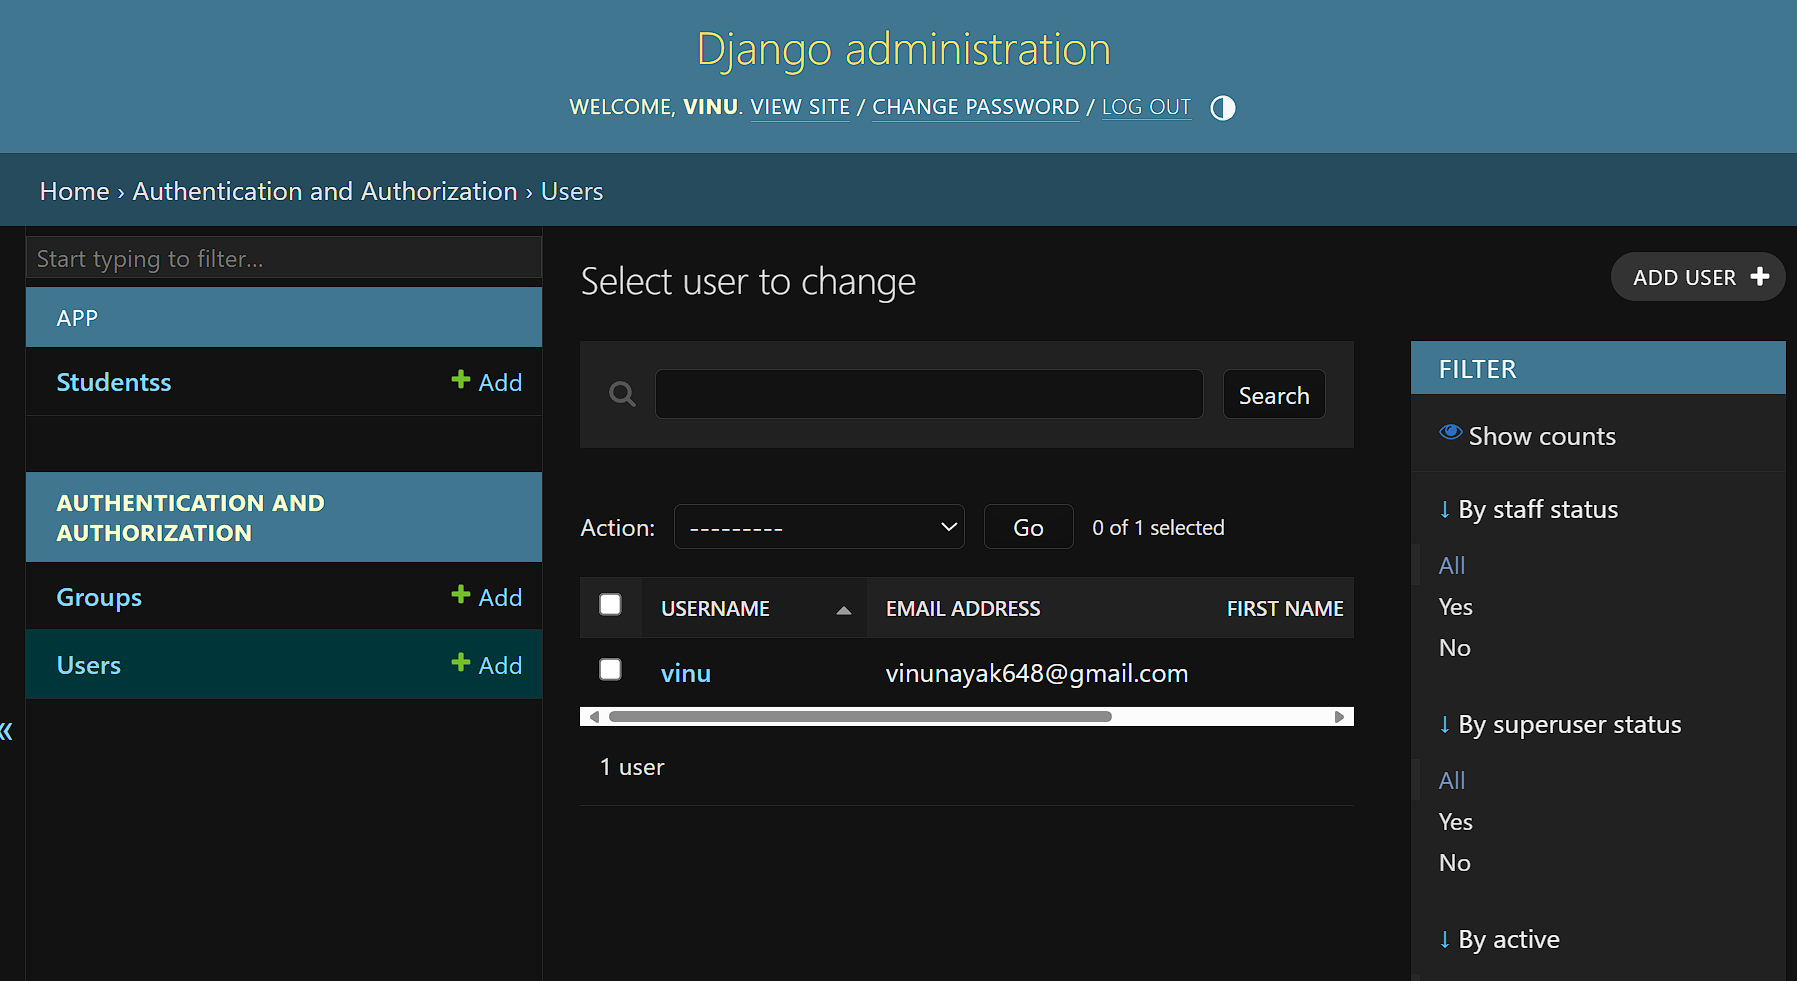 Django administration
WELCOME, VINU. VIEW SITE / CHANGE PASSWORD / LOG OUT
Home › Authentication and Authorization › Users
Start typing to filter...
APP
Studentss + Add
AUTHENTICATION AND
AUTHORIZATION
Groups + Add
Users + Add
«
Select user to change
ADD USER +
Search
Action: --------- Go 0 of 1 selected
USERNAME EMAIL ADDRESS FIRST NAME
vinu vinunayak648@gmail.com
1 user
FILTER
Show counts
↓ By staff status
All
Yes
No
↓ By superuser status
All
Yes
No
↓ By active